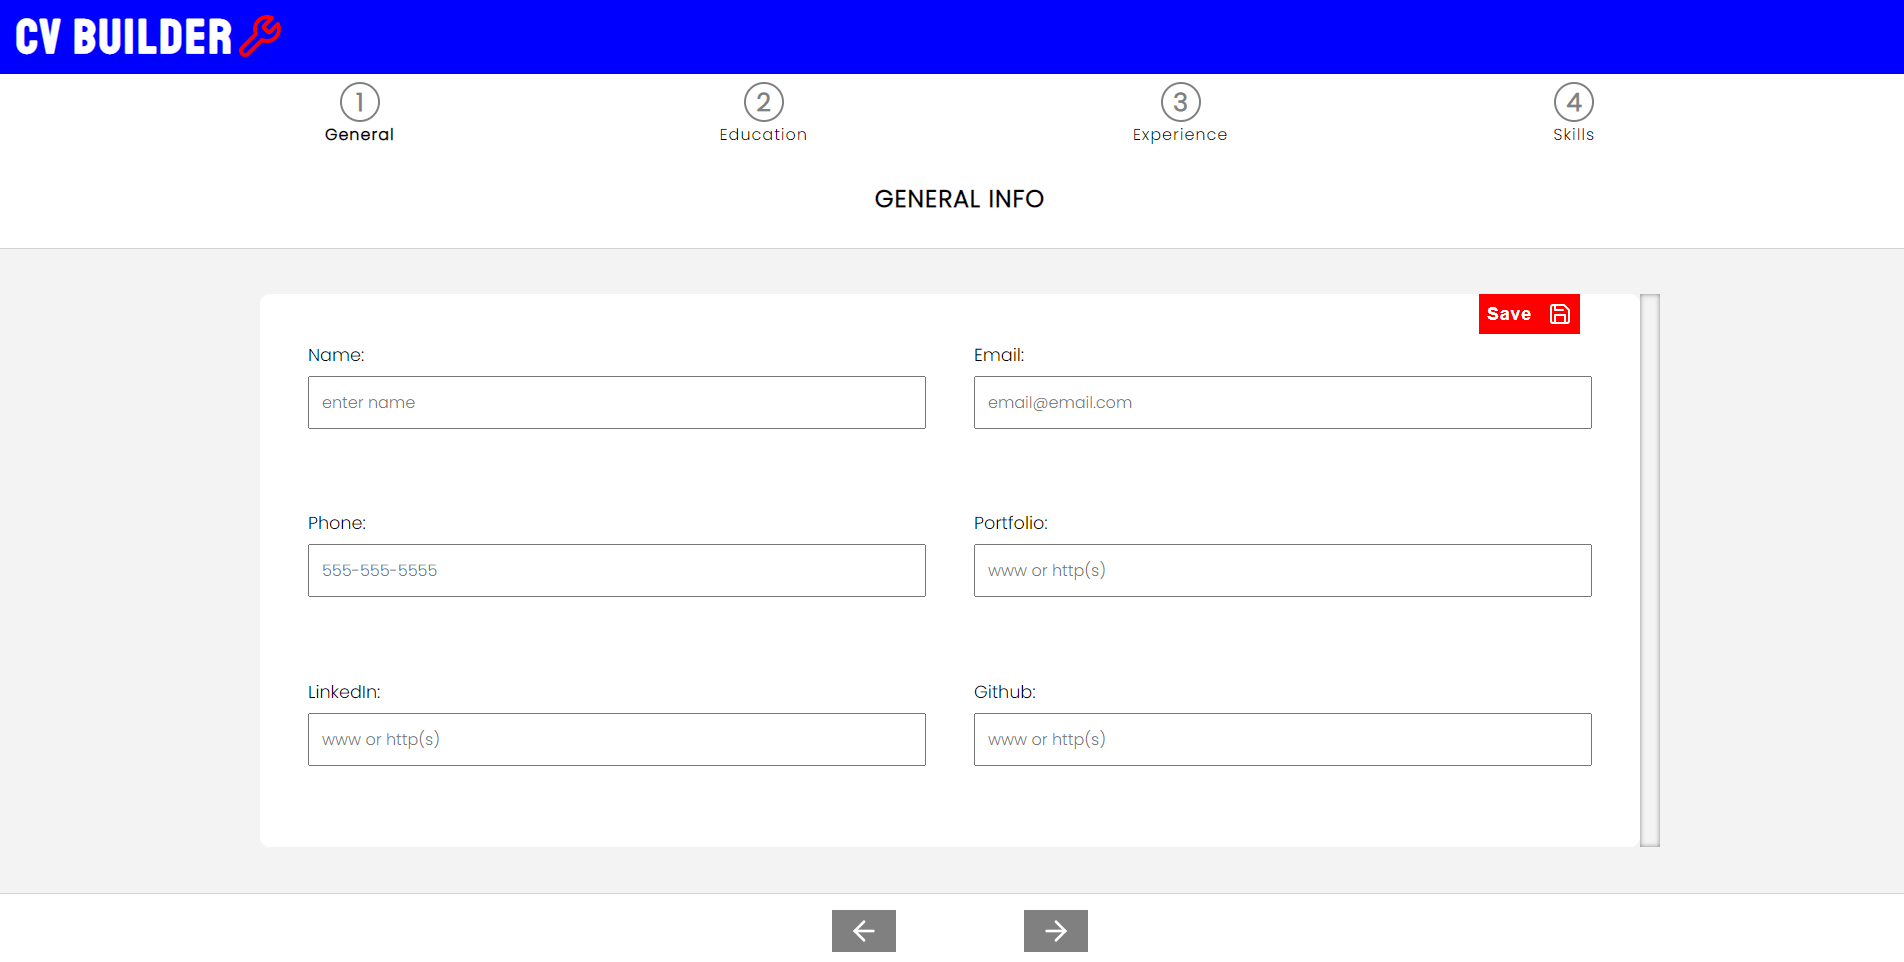 CV BUILDER
1 2 3 4
General Education Experience Skills
GENERAL INFO
Save
Name: Email:
enter name email@email.com
Phone: Portfolio:
555-555-5555 www or http(s)
LinkedIn: Github:
www or http(s) www or http(s)